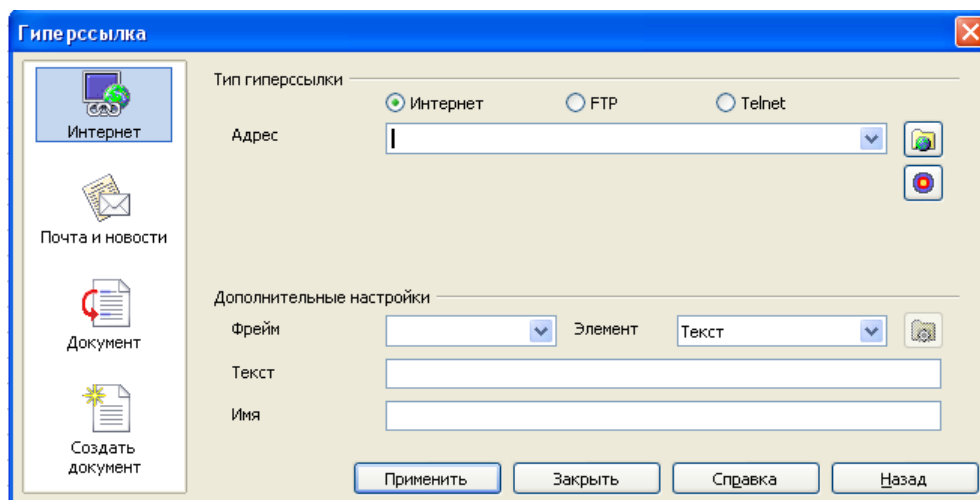 Гиперссылка
Интернет
Почта и новости
Документ
Создать
документ
Тип гиперссылки
Интернет FTP Telnet
Адрес
Дополнительные настройки
Фрейм Элемент Текст
Текст
Имя
Применить Закрыть Справка Назад